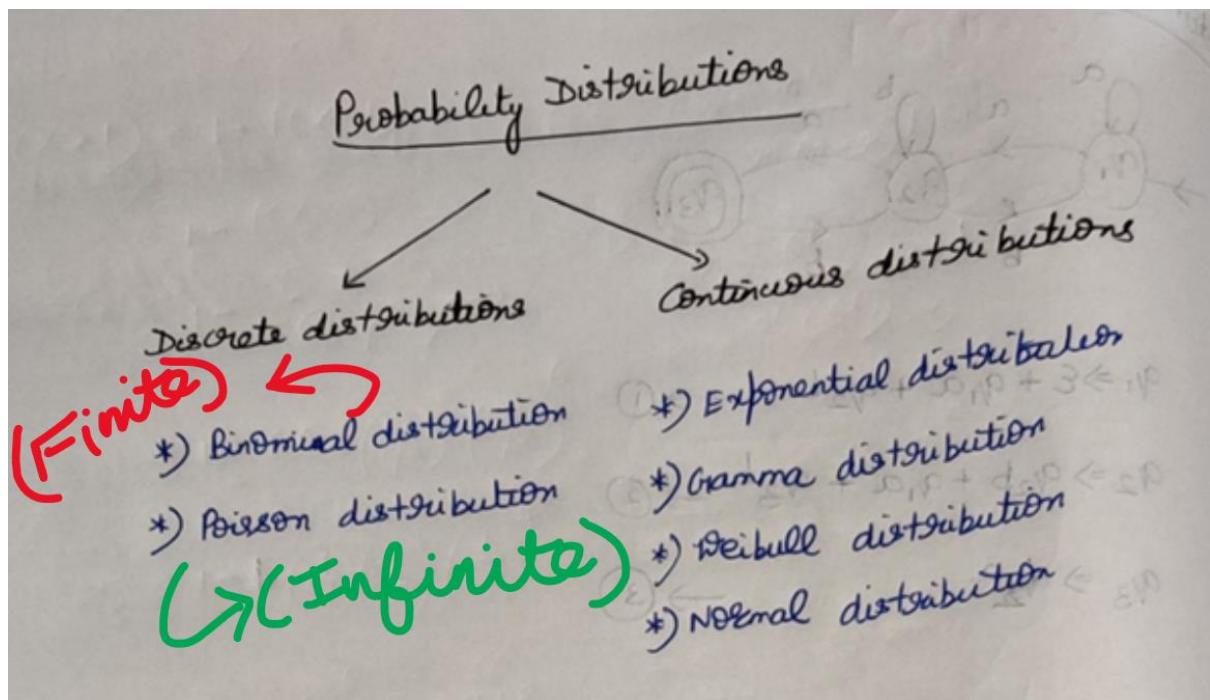 Probability Distributions
Discrete distributions
(Finite)
*) Binomial distribution
*) Poisson distribution
(Infinite)
Continuous distributions
*) Exponential distribution
*) Gamma distribution
*) Weibull distribution
*) Normal distribution